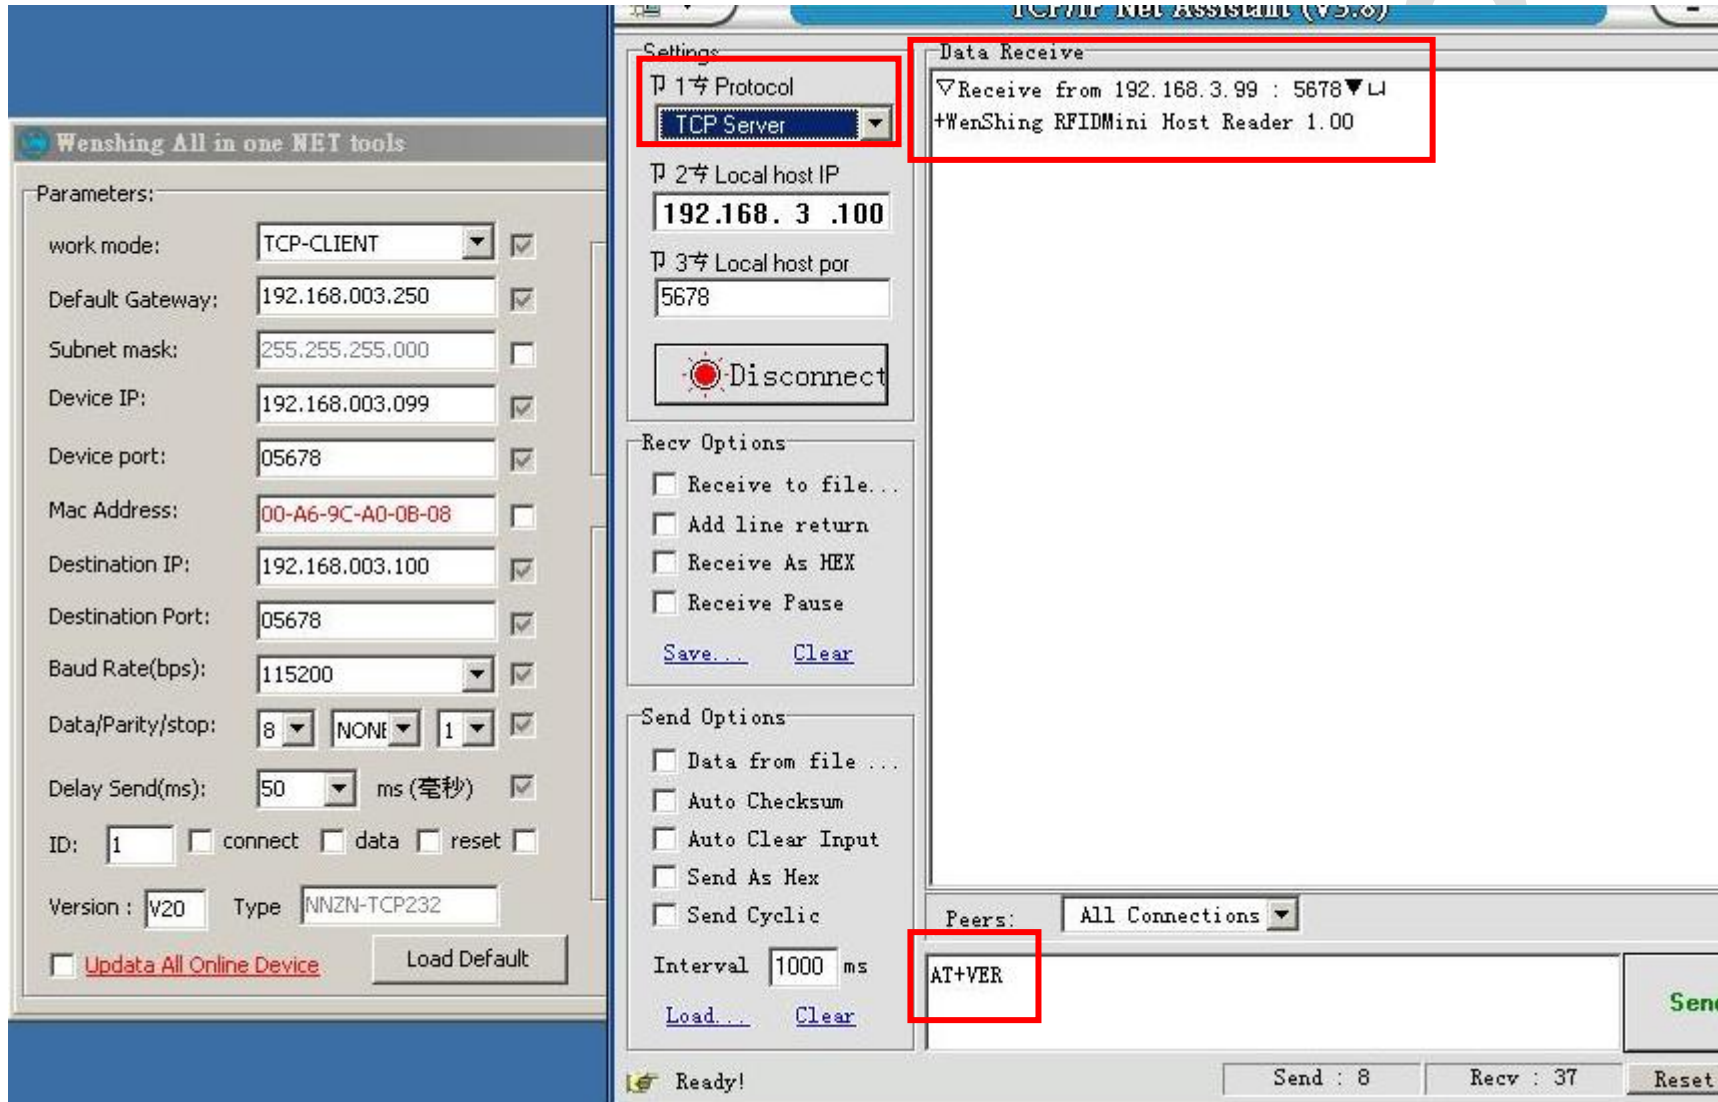 Wenshing All in one NET tools
Parameters:
work mode: TCP-CLIENT
Default Gateway: 192.168.003.250
Subnet mask: 255.255.255.000
Device IP: 192.168.003.099
Device port: 05678
Mac Address: 00-A6-9C-A0-0B-08
Destination IP: 192.168.003.100
Destination Port: 05678
Baud Rate(bps): 115200
Data/Parity/stop: 8 NONE 1
Delay Send(ms): 50 ms (毫秒)
ID: 1 connect data reset
Version : V20 Type NNZN-TCP232
Updata All Online Device Load Default
TCP/IP Net Assistant (V3.8)
Settings
1 Protocol
TCP Server
2 Local host IP
192.168. 3 .100
3 Local host por
5678
Disconnect
Recv Options
Receive to file...
Add line return
Receive As HEX
Receive Pause
Save... Clear
Send Options
Data from file ...
Auto Checksum
Auto Clear Input
Send As Hex
Send Cyclic
Interval 1000 ms
Load... Clear
Data Receive
▽Receive from 192.168.3.99 : 5678▼
+WenShing RFIDMini Host Reader 1.00
Peers: All Connections
AT+VER
Send
Ready! Send : 8 Recv : 37 Reset